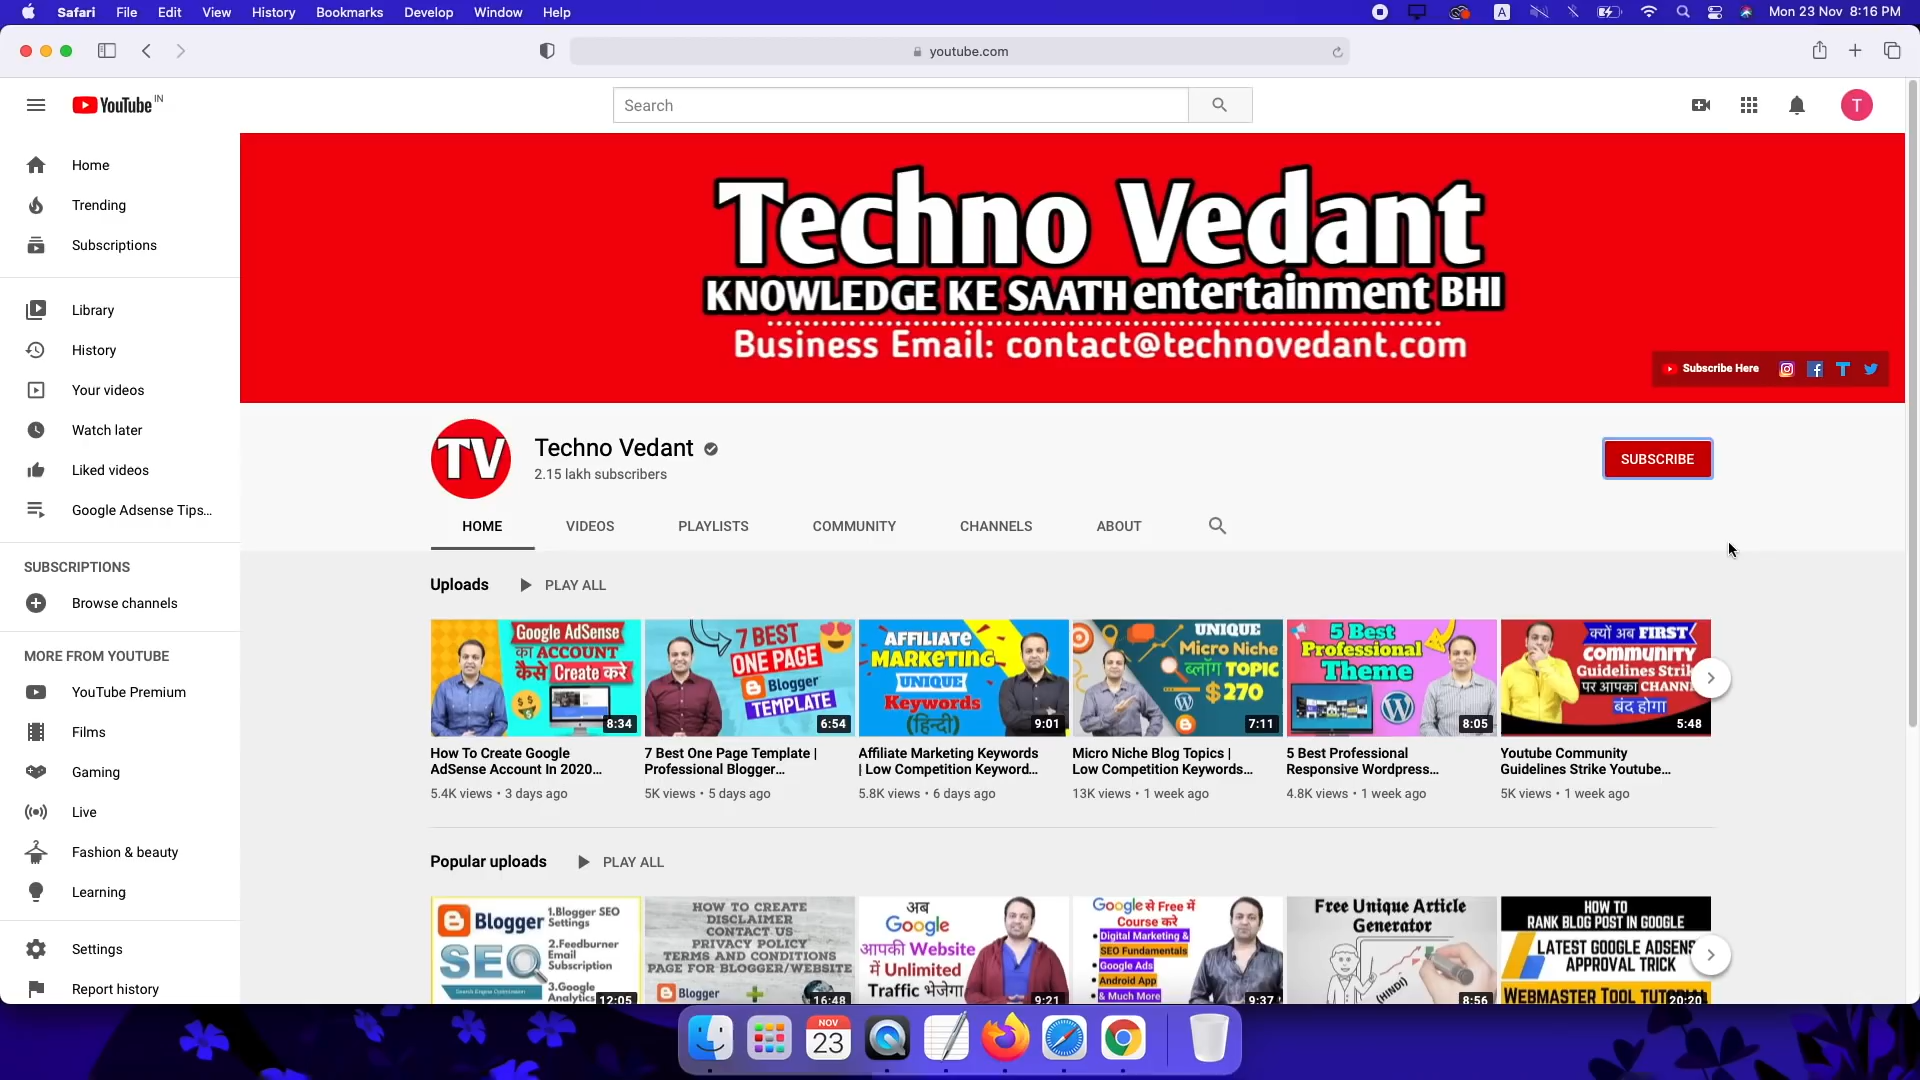 Safari File Edit View History Bookmarks Develop Window Help
A Mon 23 Nov 8:16 PM
youtube.com
YouTube IN
Search
T
Home
Trending
Subscriptions
Library
History
Your videos
Watch later
Liked videos
Google Adsense Tips...
SUBSCRIPTIONS
Browse channels
MORE FROM YOUTUBE
YouTube Premium
Films
Gaming
Live
Fashion & beauty
Learning
Settings
Report history
Techno Vedant
KNOWLEDGE KE SAATH entertainment BHI
Business Email: contact@technovedant.com
Subscribe Here
TV
Techno Vedant
2.15 lakh subscribers
SUBSCRIBE
HOME VIDEOS PLAYLISTS COMMUNITY CHANNELS ABOUT
Uploads PLAY ALL
Google AdSense
का ACCOUNT
कैसे Create करे
8:34
How To Create Google
AdSense Account In 2020...
5.4K views • 3 days ago
7 BEST
ONE PAGE
Blogger
TEMPLATE
6:54
7 Best One Page Template |
Professional Blogger...
5K views • 5 days ago
AFFILIATE
MARKETING
UNIQUE
Keywords
(हिन्दी)
9:01
Affiliate Marketing Keywords
| Low Competition Keyword...
5.8K views • 6 days ago
UNIQUE
Micro Niche
ब्लॉग TOPIC
$270
7:11
Micro Niche Blog Topics |
Low Competition Keywords...
13K views • 1 week ago
5 Best
Professional
Theme
8:05
5 Best Professional
Responsive Wordpress...
4.8K views • 1 week ago
क्यों अब FIRST
COMMUNITY
Guidelines Strik
पर आपका CHANN
बंद होगा
5:48
Youtube Community
Guidelines Strike Youtube...
5K views • 1 week ago
Popular uploads PLAY ALL
Blogger
SEO
Search Engine Optimization
1.Blogger SEO
Settings
2.Feedburner
Email
Subscription
3.Google
Analytics
12:05
HOW TO CREATE
DISCLAIMER
CONTACT US
PRIVACY POLICY
TERMS AND CONDITIONS
PAGE FOR BLOGGER/WEBSITE
Blogger
16:48
अब
Google
आपकी Website
में Unlimited
Traffic भेजेगा
9:21
Google से Free में
Course करे
Digital Marketing &
SEO Fundamentals
Google Ads
Android App
& Much More
9:37
Free Unique Article
Generator
(HINDI)
8:56
HOW TO
RANK BLOG POST IN GOOGLE
LATEST GOOGLE ADSENS
APPROVAL TRICK
WEBMASTER TOOL TUTORIAL
20:20
NOV
23